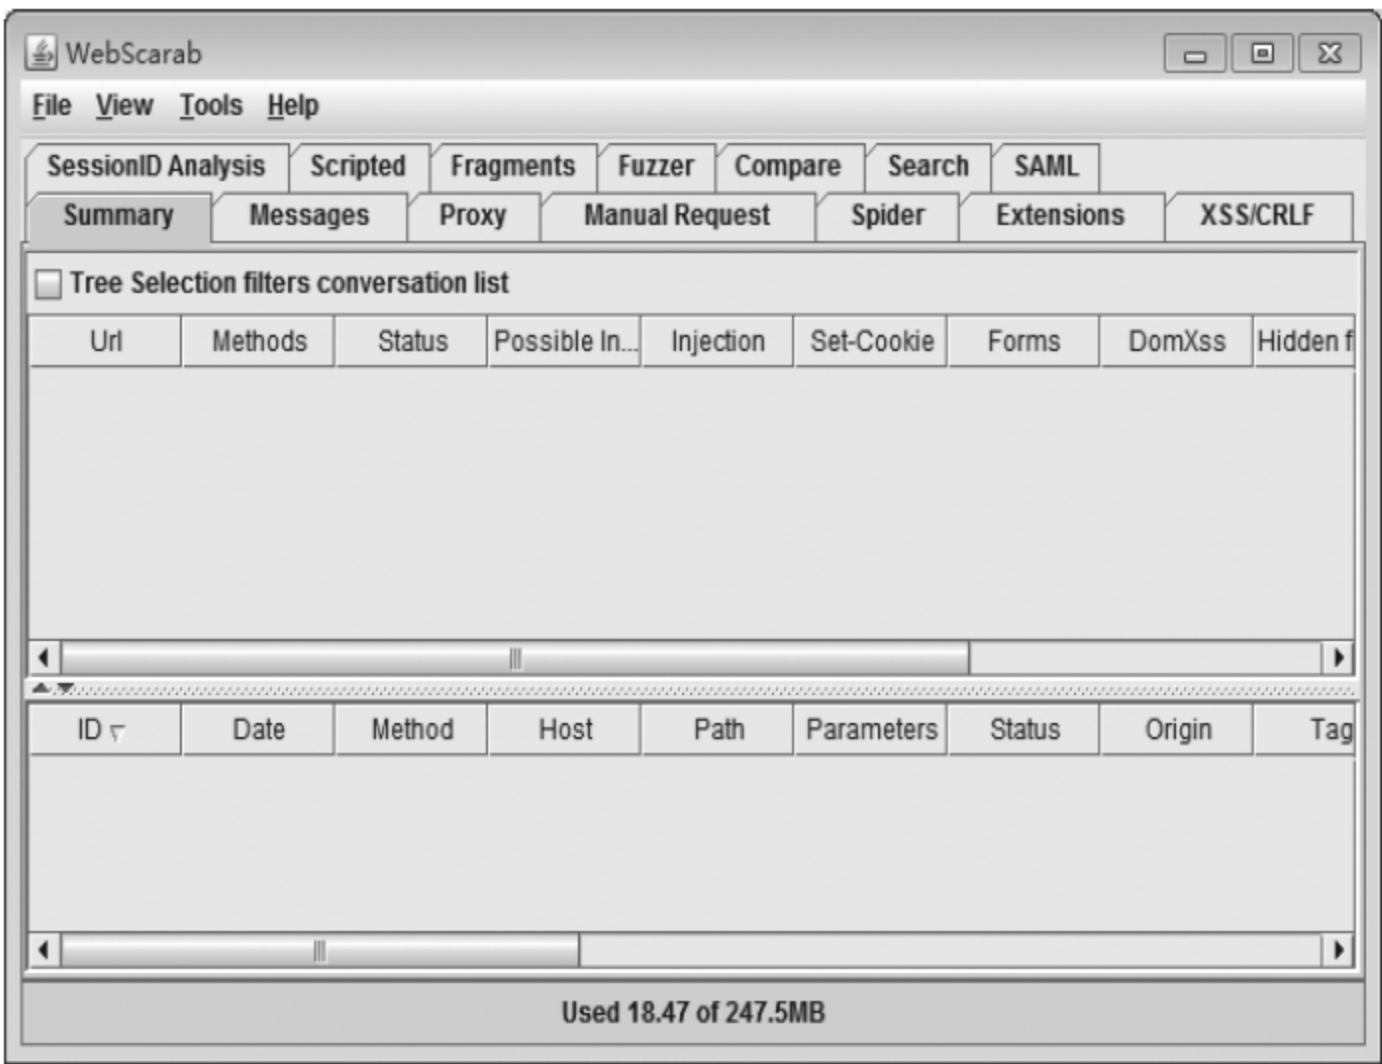 WebScarab
File View Tools Help
SessionID Analysis Scripted Fragments Fuzzer Compare Search SAML
Summary Messages Proxy Manual Request Spider Extensions XSS/CRLF
Tree Selection filters conversation list
Url Methods Status Possible In... Injection Set-Cookie Forms DomXss Hidden f
ID Date Method Host Path Parameters Status Origin Tag
Used 18.47 of 247.5MB